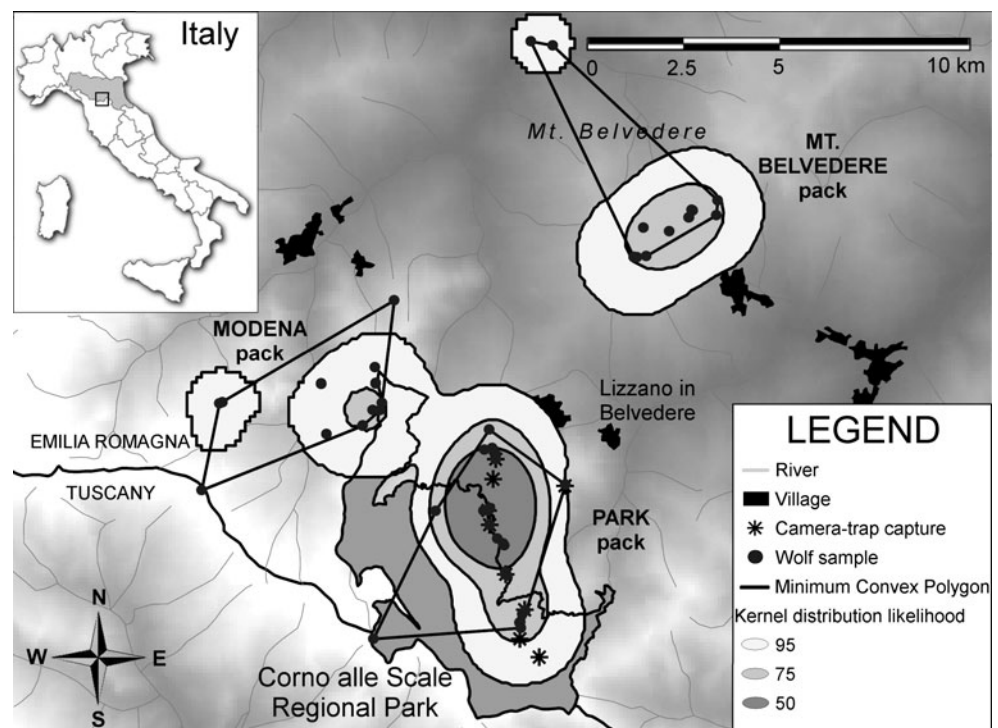 Italy
0 2.5 5 10 km
Mt. Belvedere
MT.
BELVEDERE
pack
MODENA
pack
Lizzano in
Belvedere
EMILIA ROMAGNA
TUSCANY
PARK
pack
Corno alle Scale
Regional Park
N
W E
S
LEGEND
River
Village
Camera-trap capture
Wolf sample
Minimum Convex Polygon
Kernel distribution likelihood
95
75
50